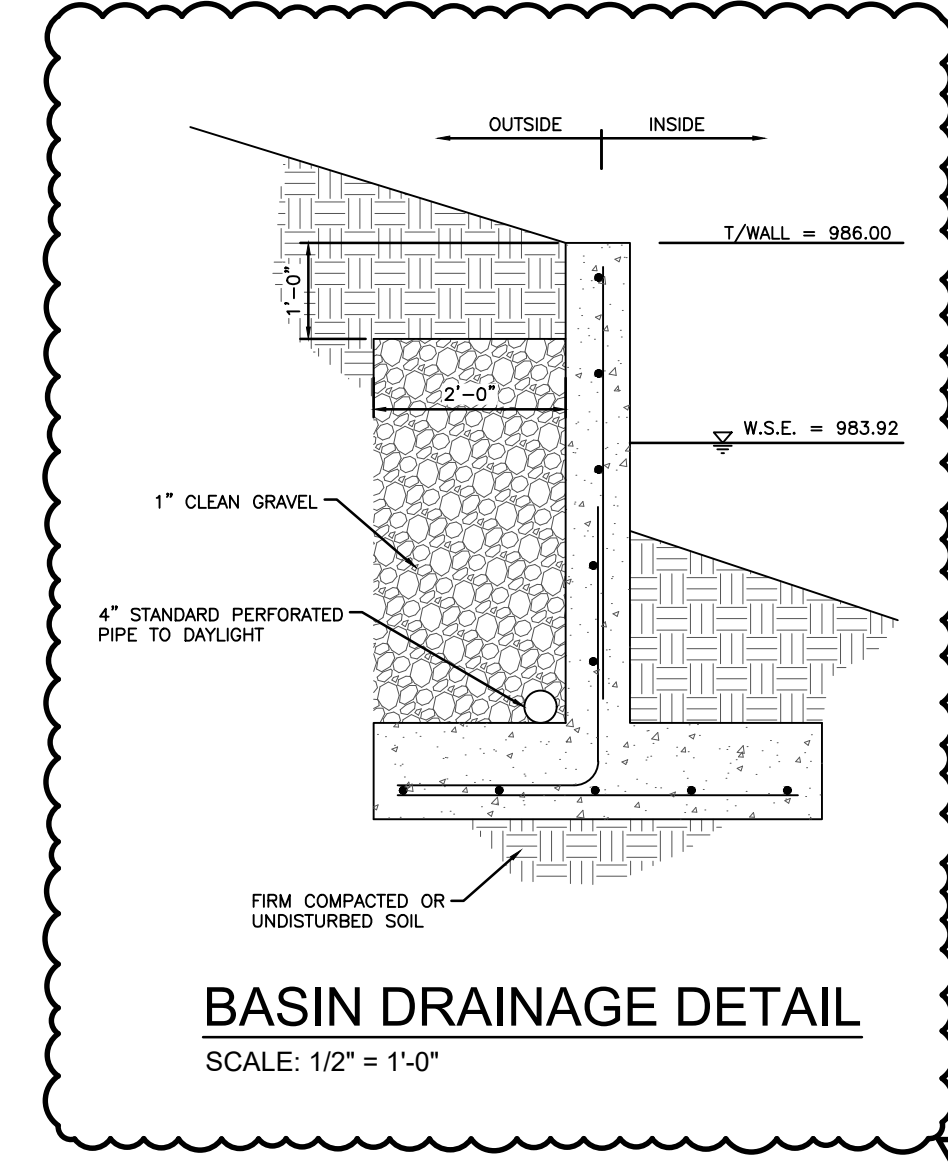 OUTSIDE
INSIDE
T/WALL = 986.00
1'-0"
2'-0"
W.S.E. = 983.92
1" CLEAN GRAVEL
4" STANDARD PERFORATED
PIPE TO DAYLIGHT
FIRM COMPACTED OR
UNDISTURBED SOIL
BASIN DRAINAGE DETAIL
SCALE: 1/2" = 1'-0"